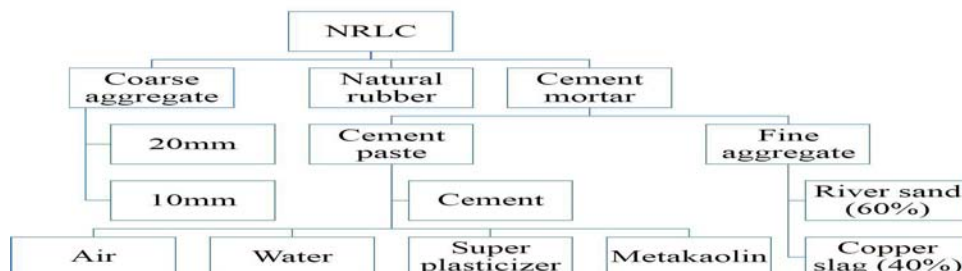 NRLC
Coarse
aggregate
Natural
rubber
Cement
mortar
20mm
Cement
paste
Fine
aggregate
10mm
Cement
River sand
(60%)
Air
Water
Super
plasticizer
Metakaolin
Copper
slag (40%)